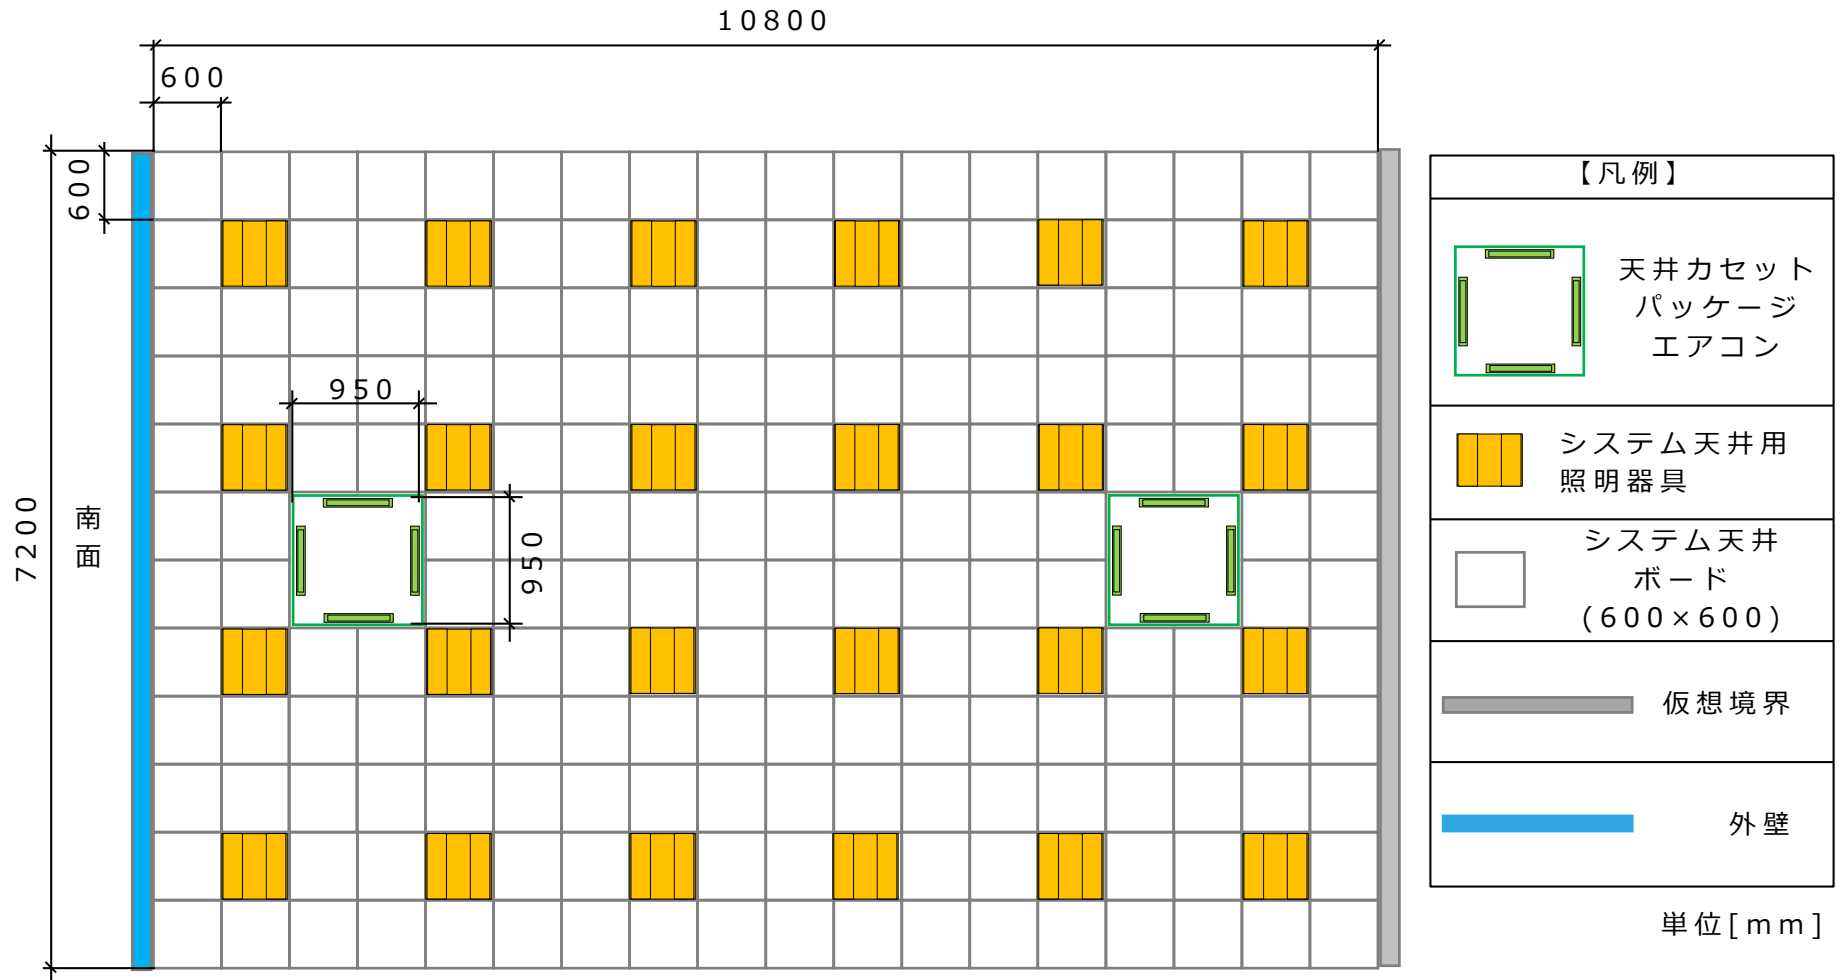 10800
600
600
【凡例】
天井カセット
パッケージ
エアコン
950
システム天井用
照明器具
7200
南
面
950
システム天井
ボード
(600×600)
仮想境界
外壁
単位[mm]